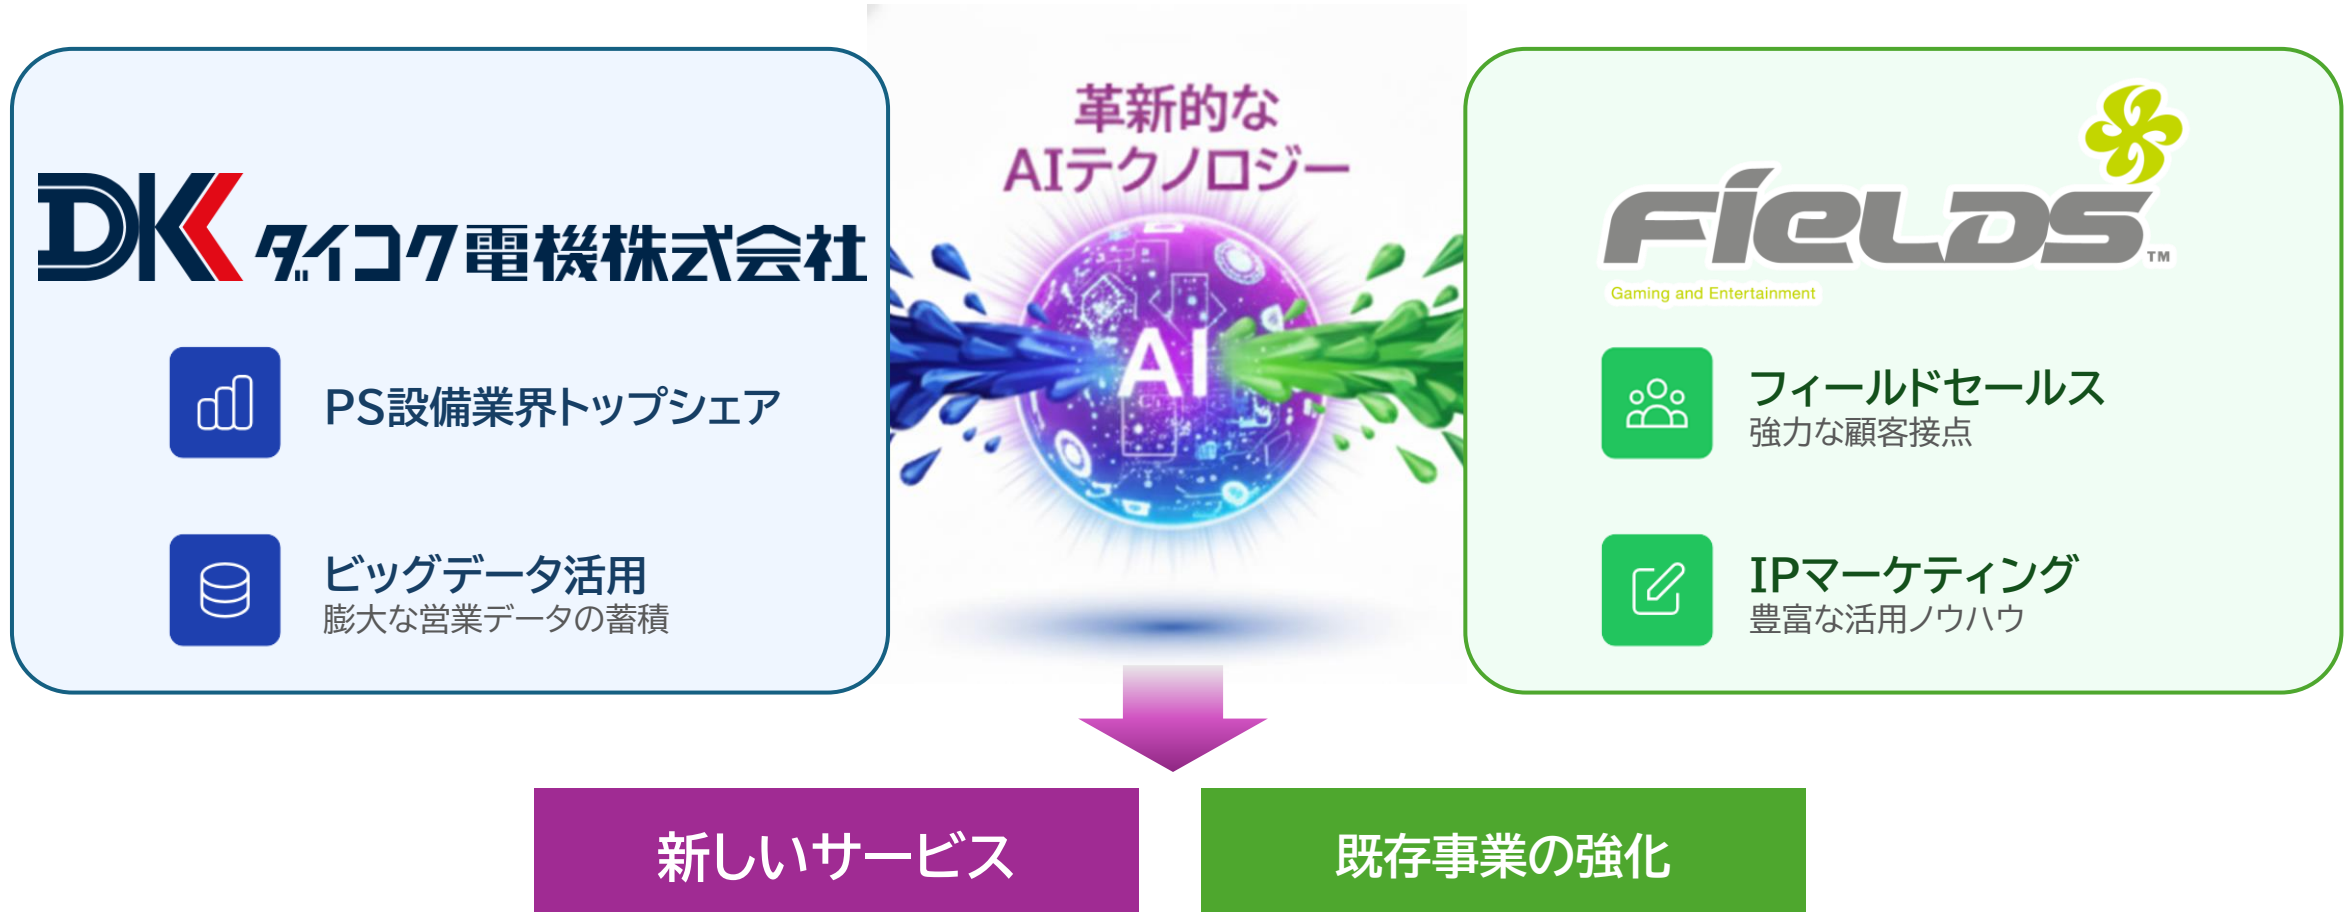 DK ダイコク電機株式会社
PS設備業界トップシェア
ビッグデータ活用
膨大な営業データの蓄積
革新的な
AIテクノロジー
AI
FIELDS TM
Gaming and Entertainment
フィールドセールス
強力な顧客接点
IPマーケティング
豊富な活用ノウハウ
新しいサービス
既存事業の強化